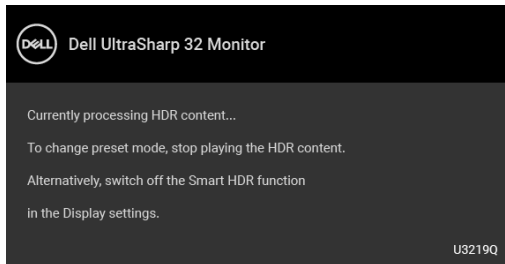 DELL
Dell UltraSharp 32 Monitor
Currently processing HDR content...
To change preset mode, stop playing the HDR content.
Alternatively, switch off the Smart HDR function
in the Display settings.
U3219Q